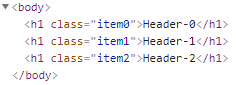 ▼<body>
<h1 class="item0">Header-0</h1>
<h1 class="item1">Header-1</h1>
<h1 class="item2">Header-2</h1>
</body>